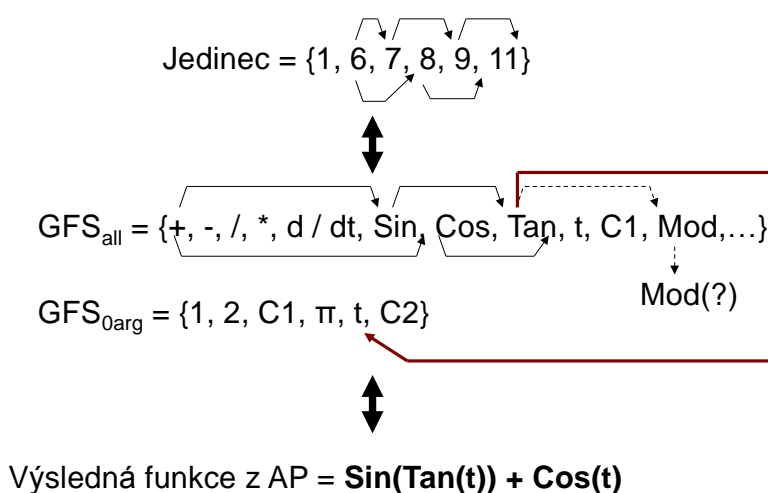 Jedinec = {1, 6, 7, 8, 9, 11}
GFSall = {+, -, /, *, d / dt, Sin, Cos, Tan, t, C1, Mod,…}
Mod(?)
GFS0arg = {1, 2, C1, π, t, C2}
Výsledná funkce z AP = Sin(Tan(t)) + Cos(t)